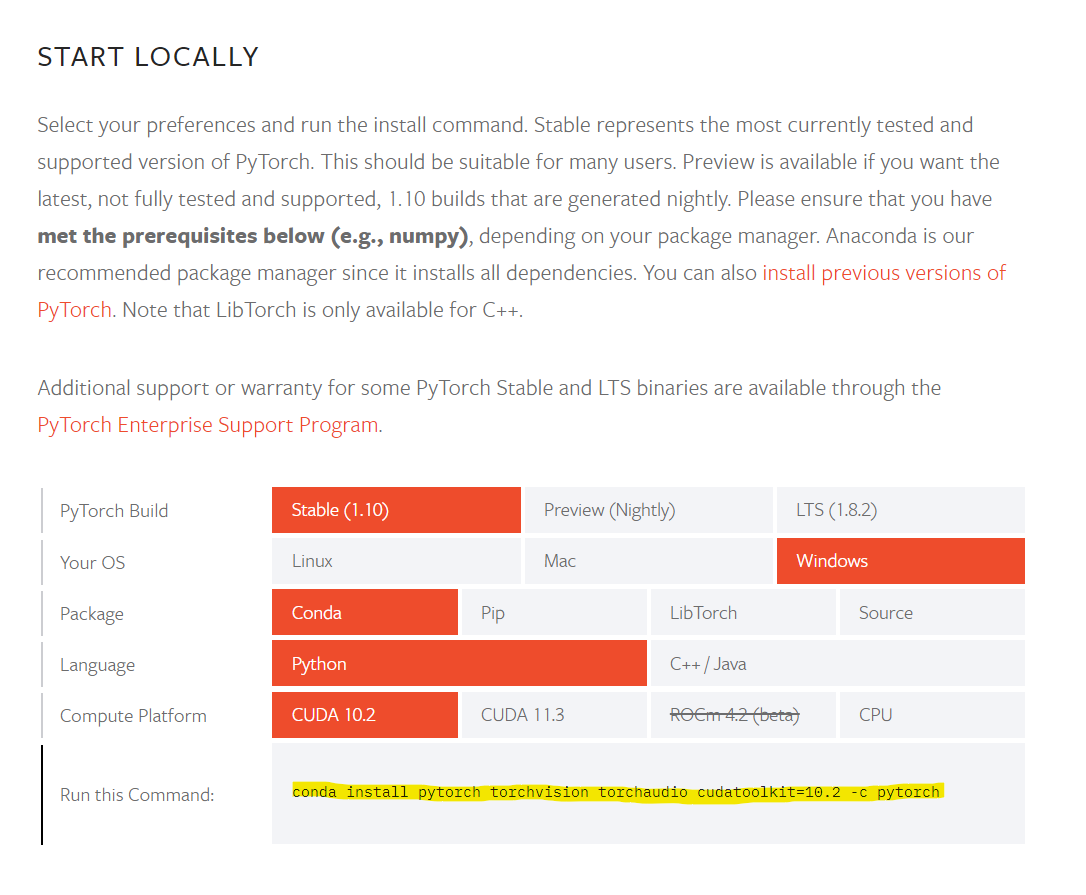 START LOCALLY
Select your preferences and run the install command. Stable represents the most currently tested and
supported version of PyTorch. This should be suitable for many users. Preview is available if you want the
latest, not fully tested and supported, 1.10 builds that are generated nightly. Please ensure that you have
met the prerequisites below (e.g., numpy), depending on your package manager. Anaconda is our
recommended package manager since it installs all dependencies. You can also install previous versions of
PyTorch. Note that LibTorch is only available for C++.
Additional support or warranty for some PyTorch Stable and LTS binaries are available through the
PyTorch Enterprise Support Program.
PyTorch Build Stable (1.10) Preview (Nightly) LTS (1.8.2)
Your OS Linux Mac Windows
Package Conda Pip LibTorch Source
Language Python C++ / Java
Compute Platform CUDA 10.2 CUDA 11.3 ROCm 4.2 (beta) CPU
Run this Command: conda install pytorch torchvision torchaudio cudatoolkit=10.2 -c pytorch